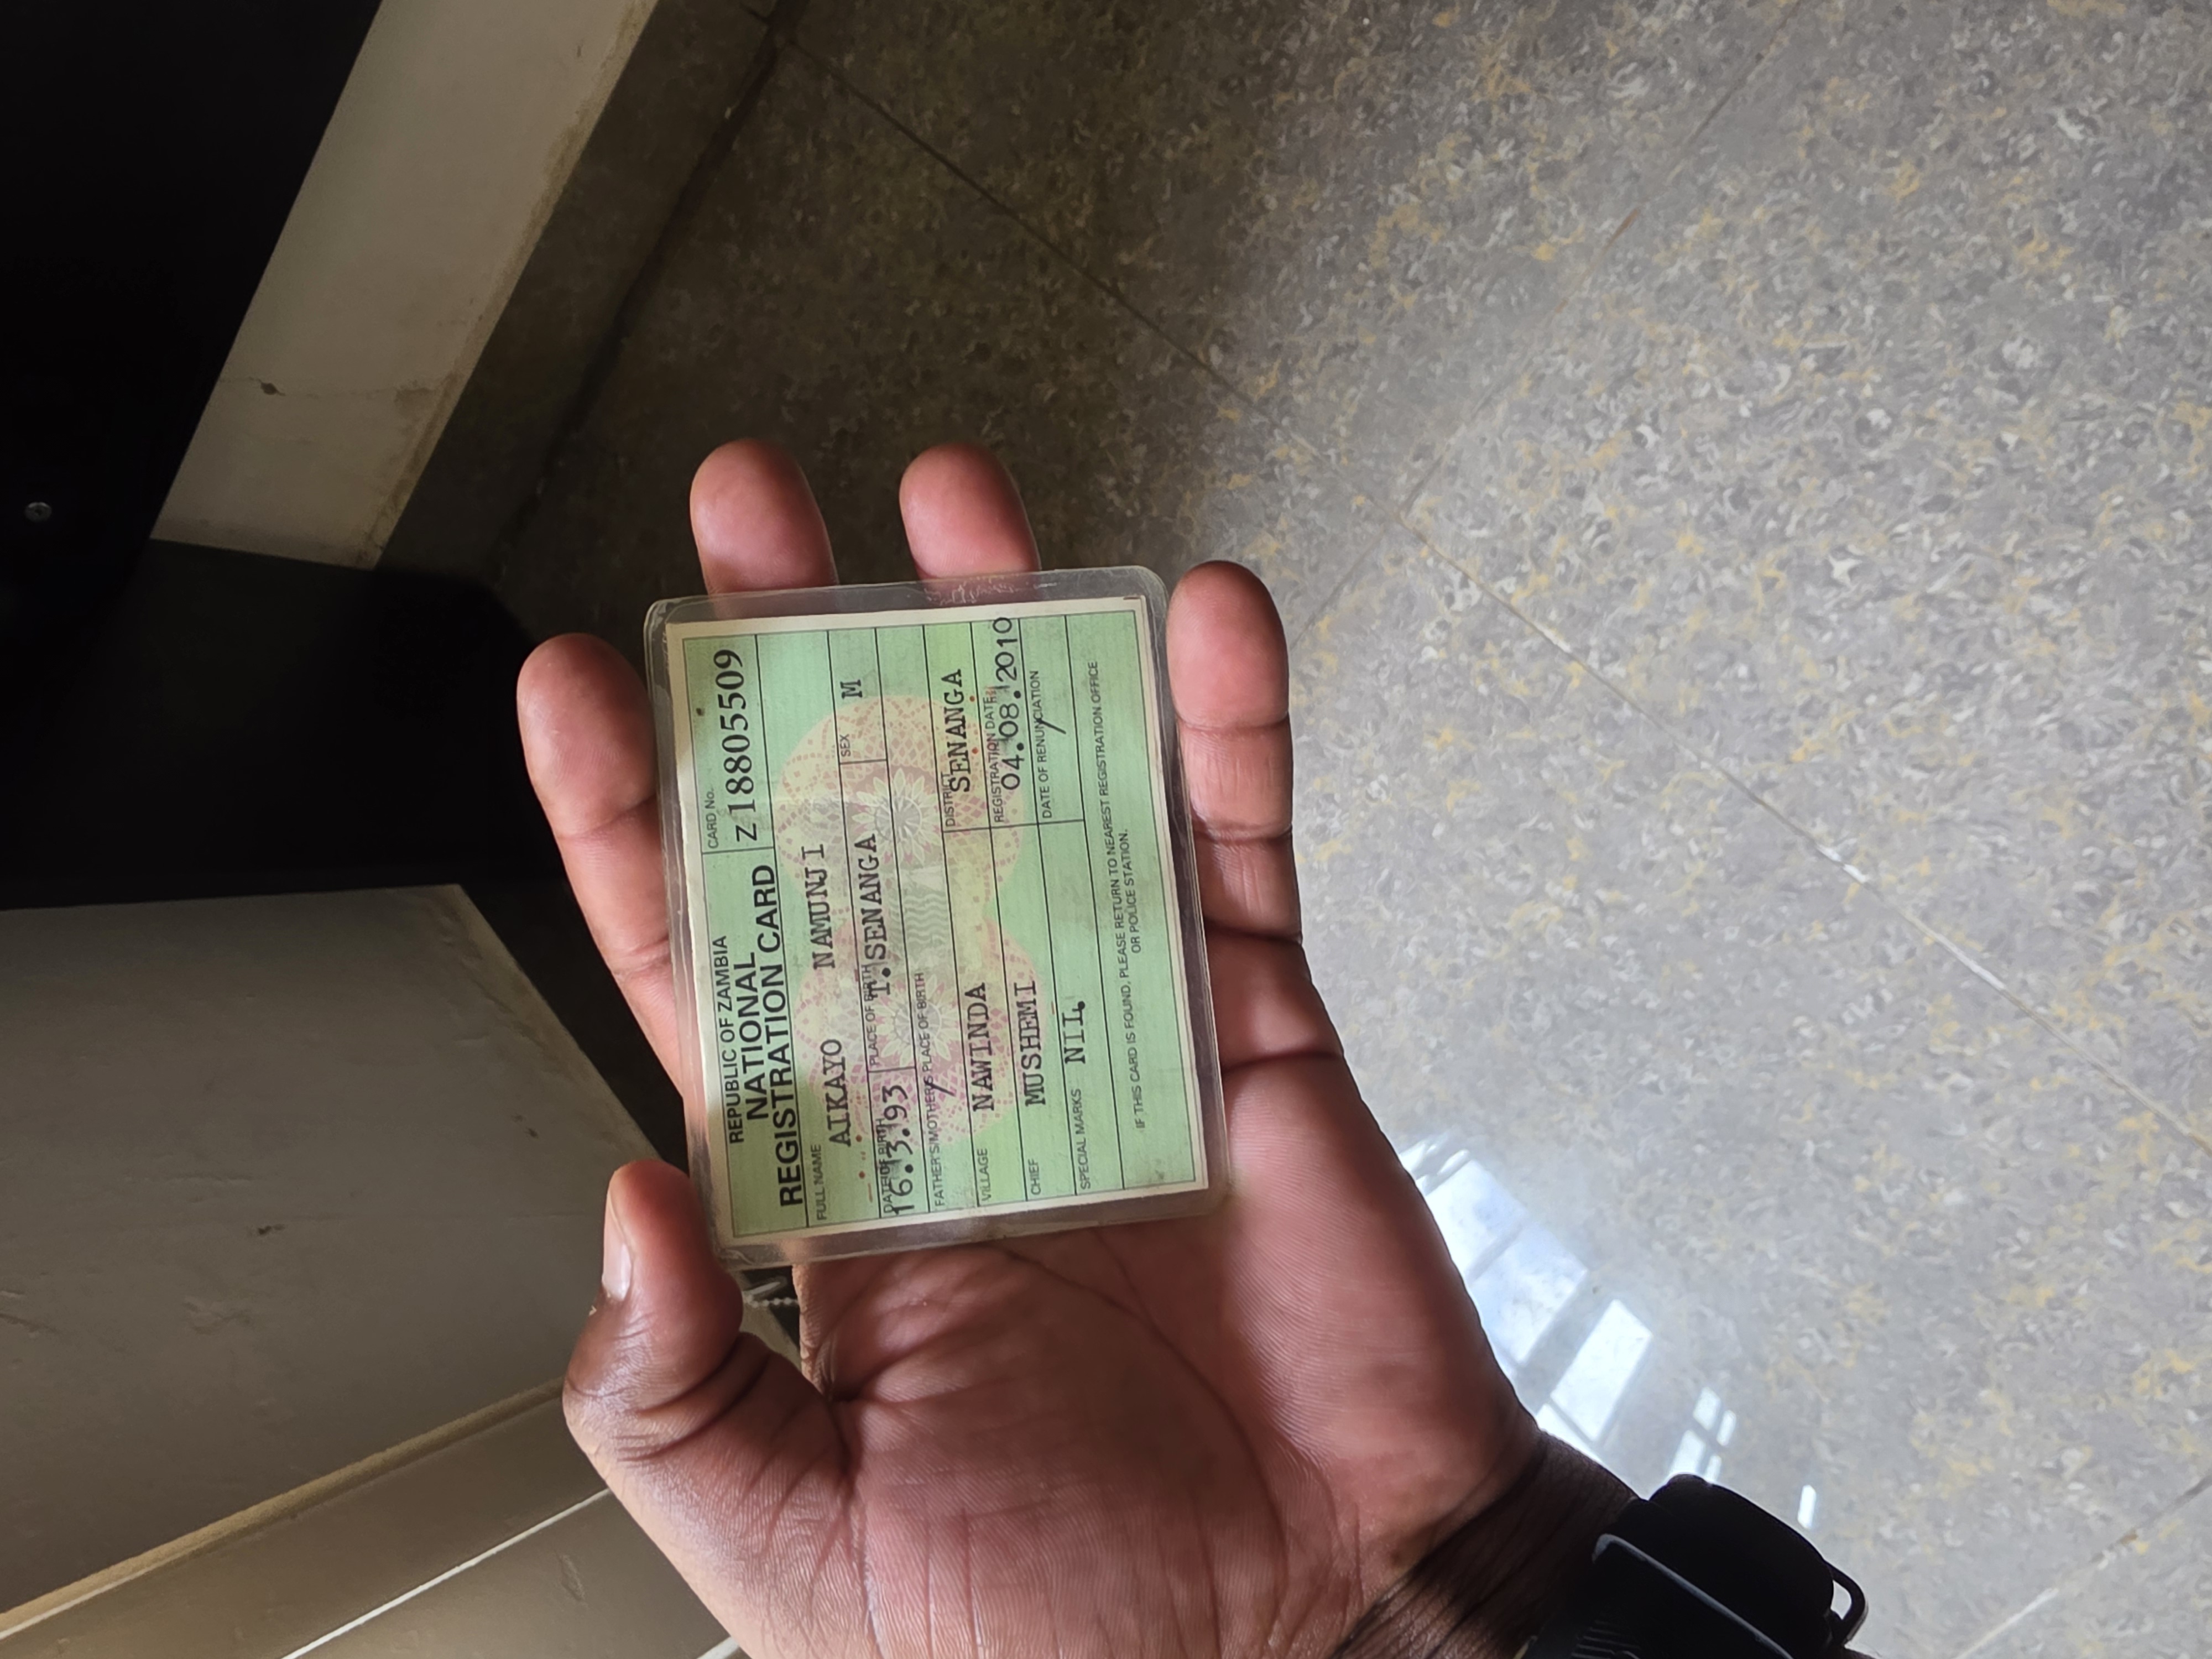 REPUBLIC OF ZAMBIA
NATIONAL
REGISTRATION CARD
CARD No.
Z 18805509
FULL NAME
AIKAYO NAMUNJI
DATE OF BIRTH
16.3.93
PLACE OF BIRTH
T.SENANGA
SEX M
FATHER'S/MOTHER'S PLACE OF BIRTH
/
VILLAGE NAWINDA
DISTRICT SENANGA
CHIEF MUSHEMI
REGISTRATION DATE
04.08.2010
SPECIAL MARKS NIL.
DATE OF RENUNCIATION
/
IF THIS CARD IS FOUND, PLEASE RETURN TO NEAREST REGISTRATION OFFICE
OR POLICE STATION.